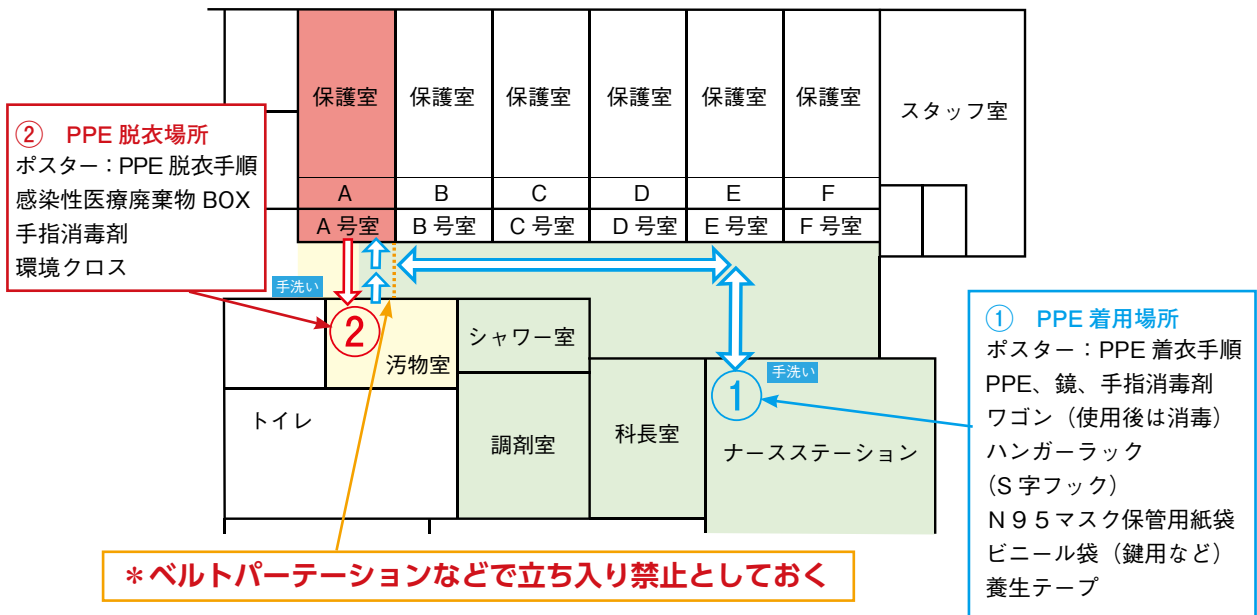 保護室
保護室
保護室
保護室
保護室
保護室
スタッフ室
A
B
C
D
E
F
A 号室
B 号室
C 号室
D 号室
E 号室
F 号室
② PPE 脱衣場所
ポスター：PPE 脱衣手順
感染性医療廃棄物 BOX
手指消毒剤
環境クロス
手洗い
②
汚物室
シャワー室
トイレ
調剤室
科長室
手洗い
①
ナースステーション
① PPE 着用場所
ポスター：PPE 着衣手順
PPE、鏡、手指消毒剤
ワゴン（使用後は消毒）
ハンガーラック
(S 字フック）
N９５マスク保管用紙袋
ビニール袋（鍵用など）
養生テープ
＊ベルトパーテーションなどで立ち入り禁止としておく